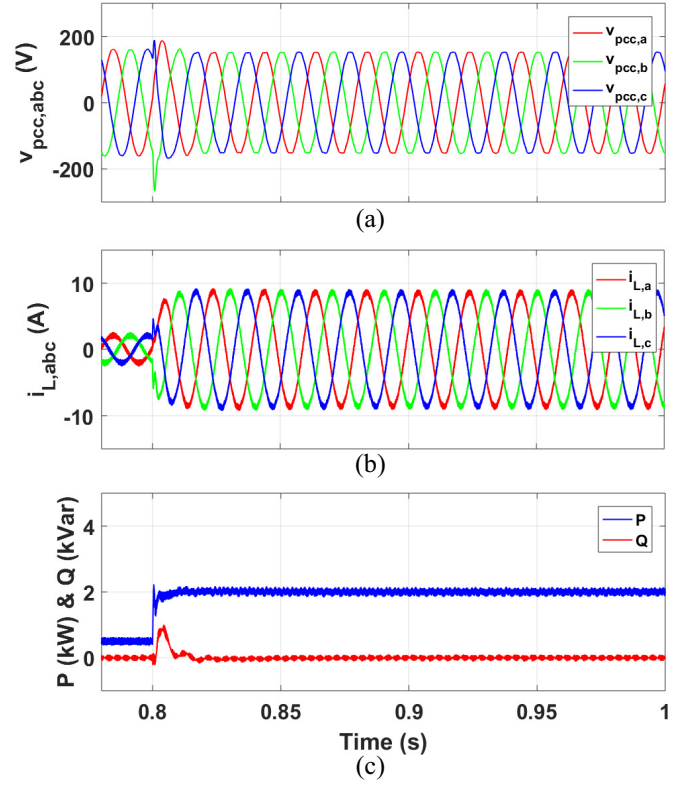 v_pcc,abc (V)
200
0
-200
v_pcc,a
v_pcc,b
v_pcc,c
(a)
i_L,abc (A)
10
0
-10
i_L,a
i_L,b
i_L,c
(b)
P (kW) & Q (kVar)
4
2
0
P
Q
0.8
0.85
0.9
0.95
1
Time (s)
(c)